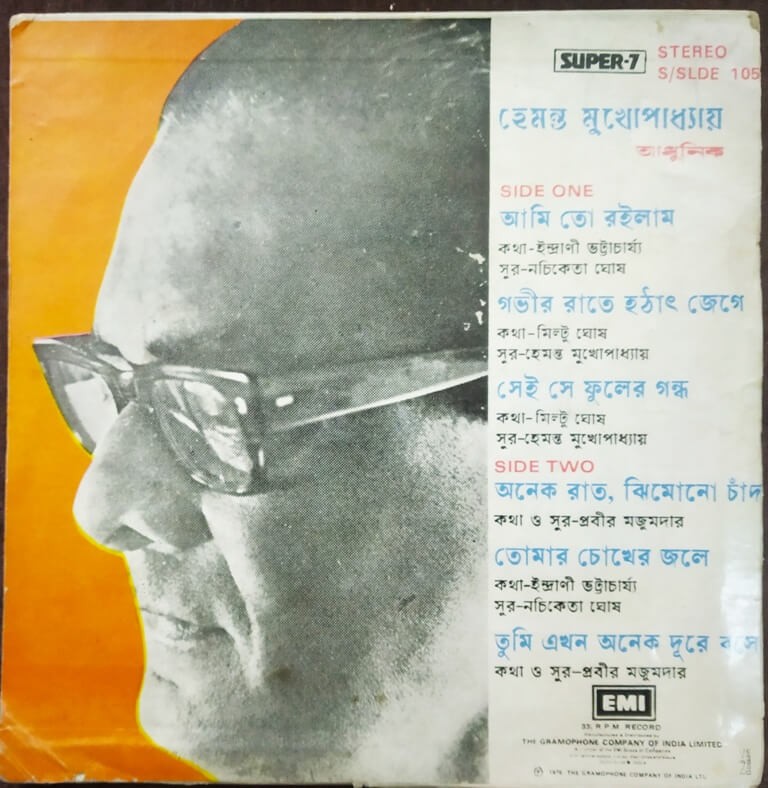 SUPER-7 STEREO
S/SLDE 105
হেমন্ত মুখোপাধ্যায়
আধুনিক
SIDE ONE
আমি তো রইলাম
কথা-ইন্দ্রাণী ভট্টাচার্য্য
সুর-নচিকেতা ঘোষ
গভীর রাতে হঠাৎ জেগে
কথা-মিল্টু ঘোষ
সুর-হেমন্ত মুখোপাধ্যায়
সেই সে ফুলের গন্ধ
কথা-মিল্টু ঘোষ
সুর-হেমন্ত মুখোপাধ্যায়
SIDE TWO
অনেক রাত, ঝিমোনো চাঁদ
কথা ও সুর-প্রবীর মজুমদার
তোমার চোখের জলে
কথা-ইন্দ্রাণী ভট্টাচার্য্য
সুর-নচিকেতা ঘোষ
তুমি এখন অনেক দূরে বসে
কথা ও সুর-প্রবীর মজুমদার
EMI
33⅓ R.P.M. RECORD
Manufactured & Distributed by
THE GRAMOPHONE COMPANY OF INDIA LIMITED
THE GRAMOPHONE COMPANY OF INDIA LTD.